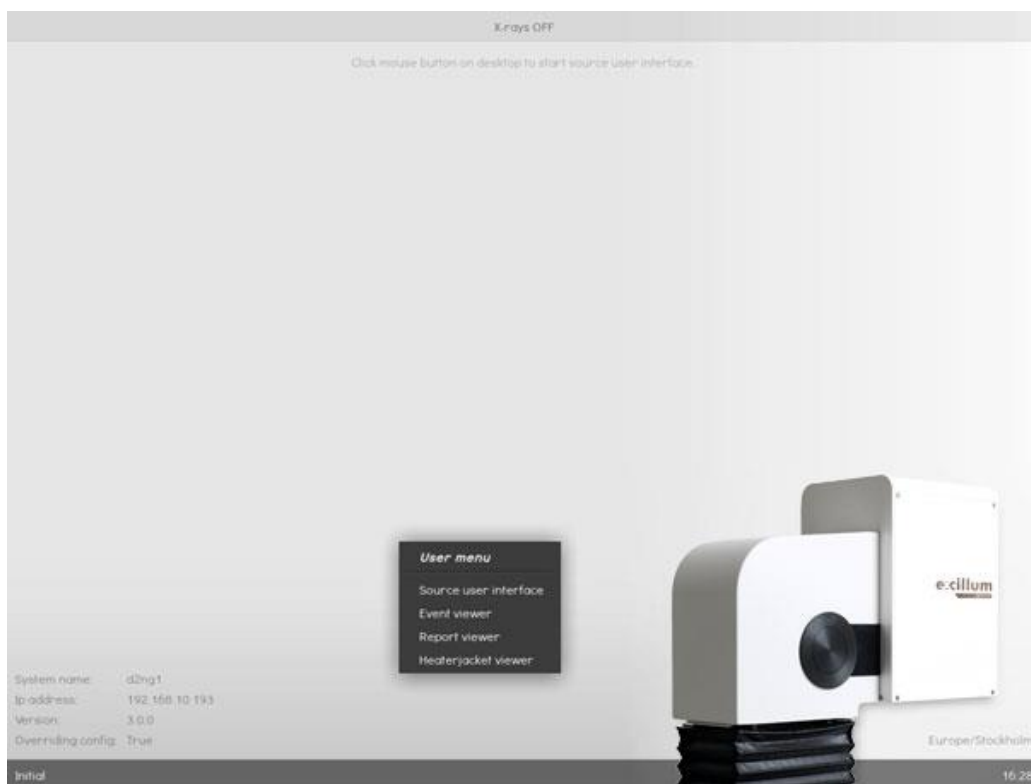 X-rays OFF
Click mouse button on desktop to start source user interface.
User menu
Source user interface
Event viewer
Report viewer
Heaterjacket viewer
excillum
System name: d2ng1
Ip address: 192.168.10.193
Version: 3.0.0
Overriding config: True
Europe/Stockholm
Initial